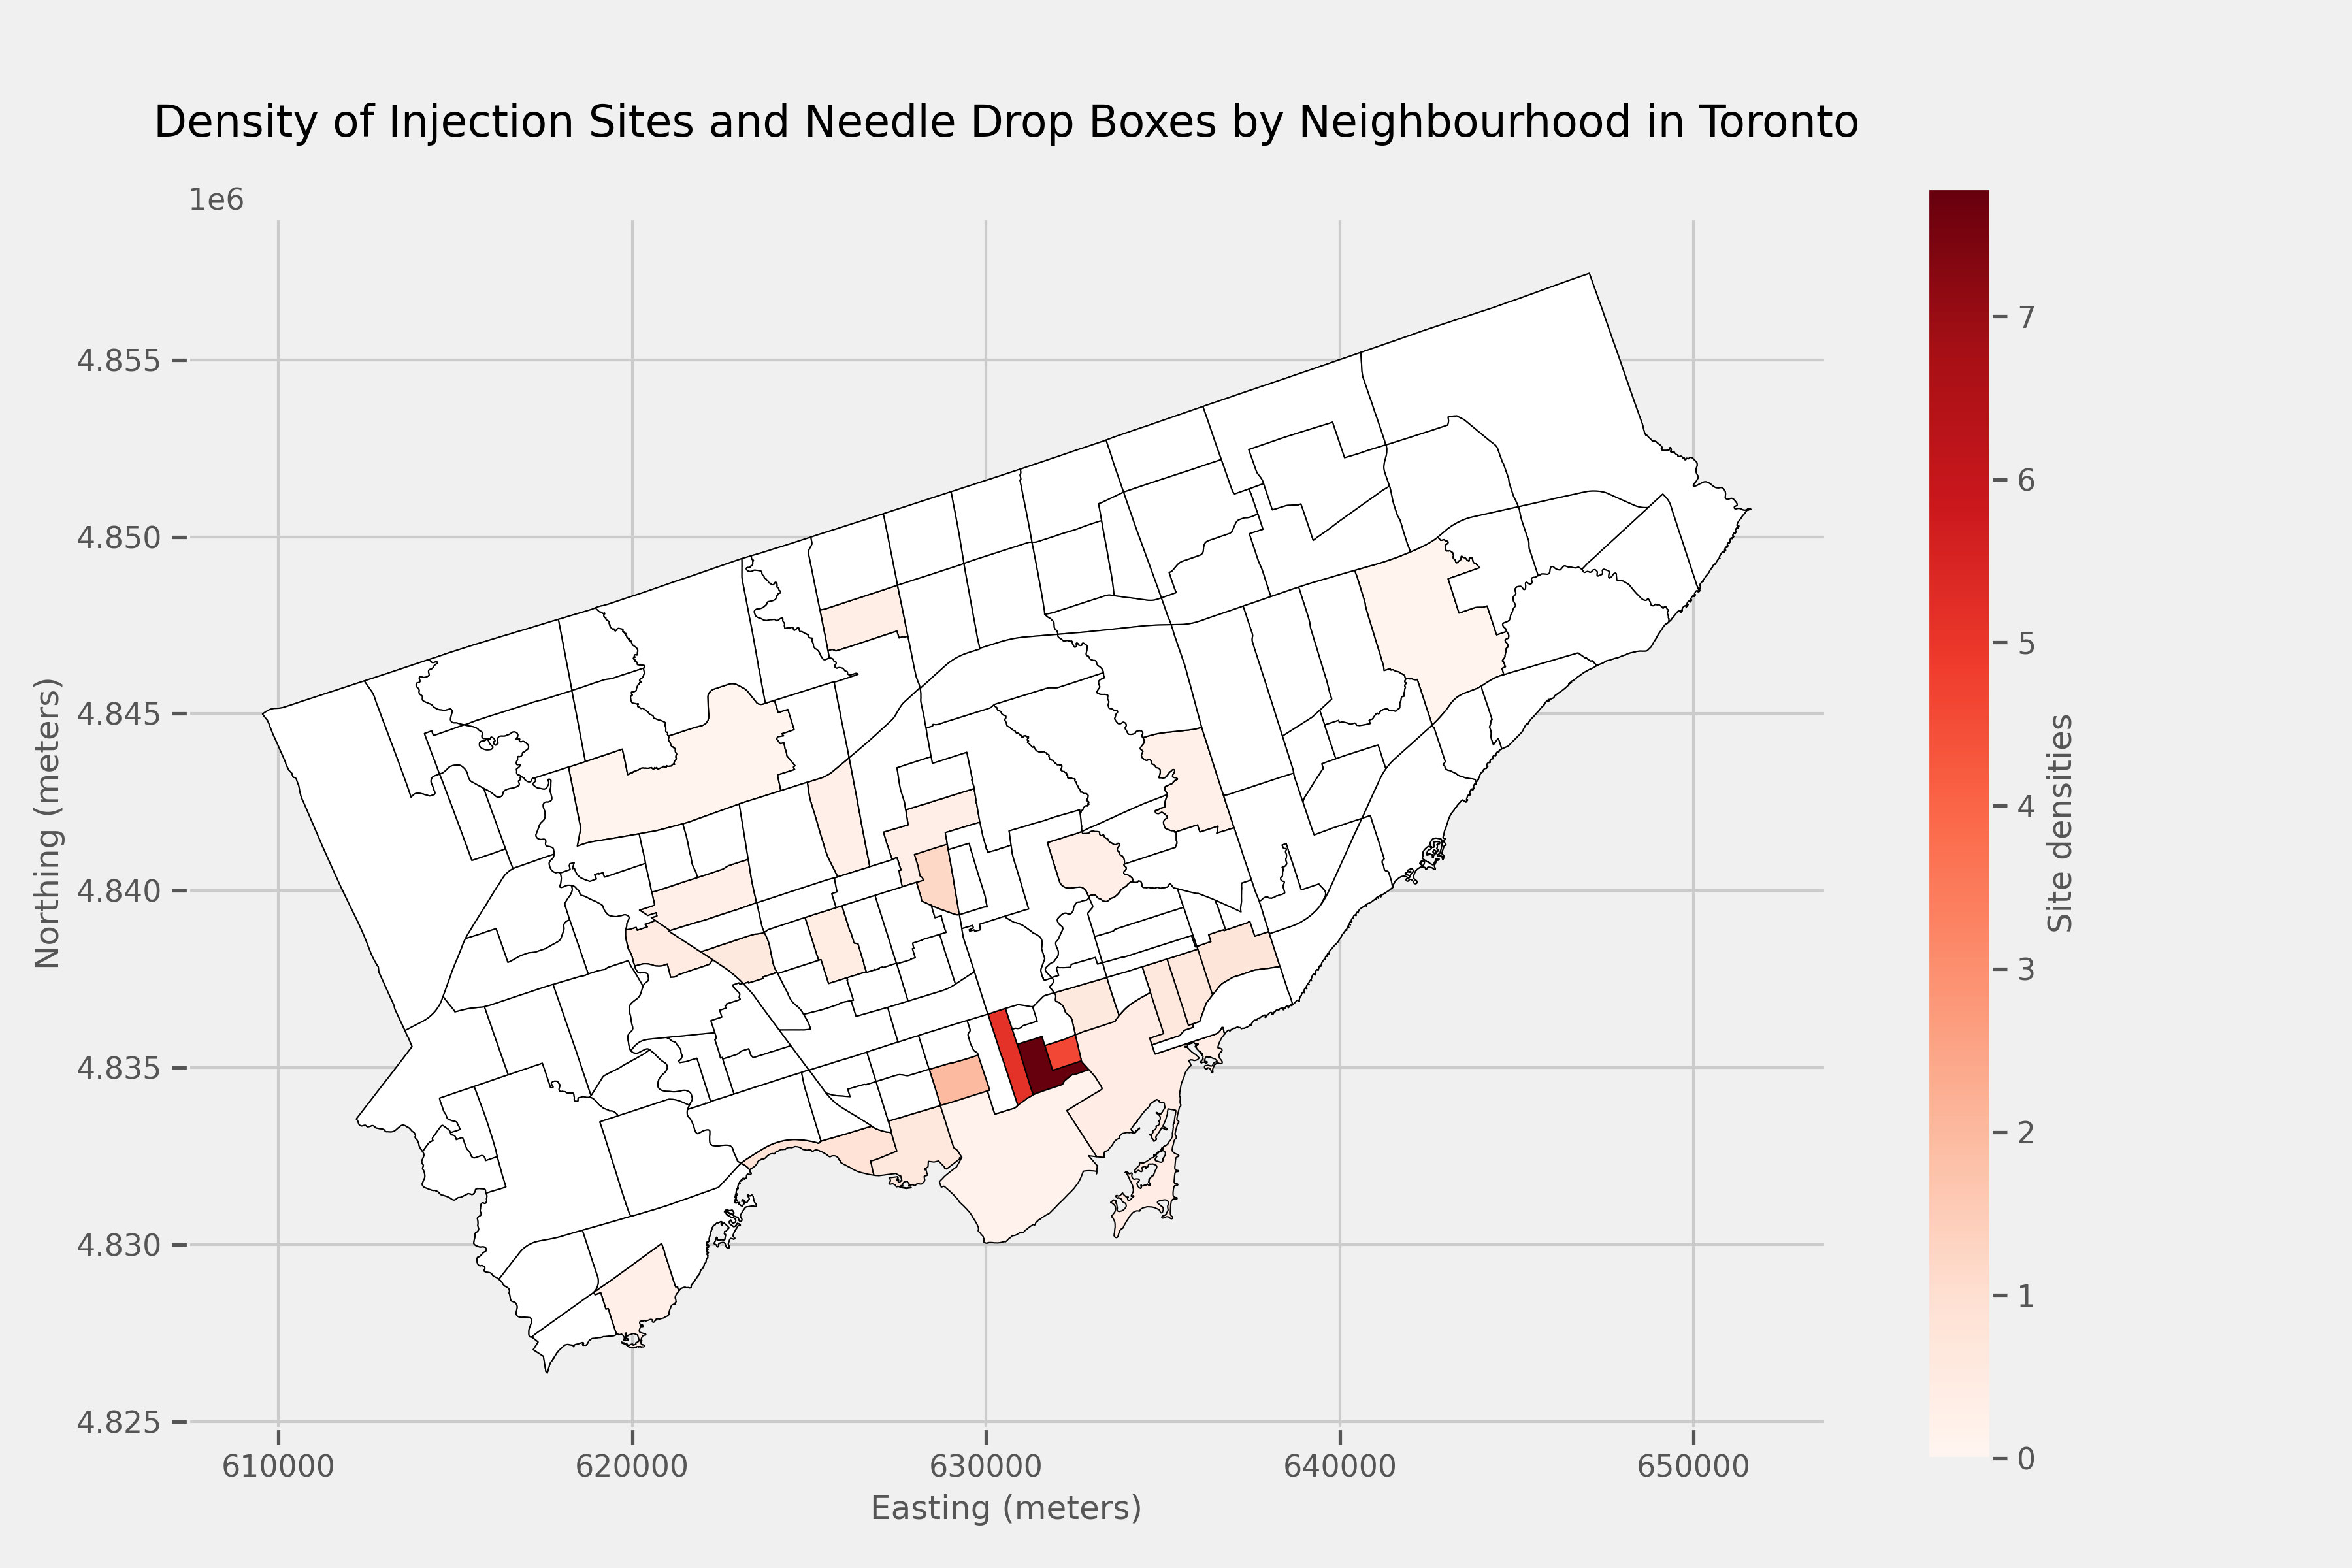 Density of Injection Sites and Needle Drop Boxes by Neighbourhood in Toronto
1e6
4.855
4.850
4.845
4.840
4.835
4.830
4.825
Northing (meters)
610000 620000 630000 640000 650000
Easting (meters)
7
6
5
4
3
2
1
0
Site densities